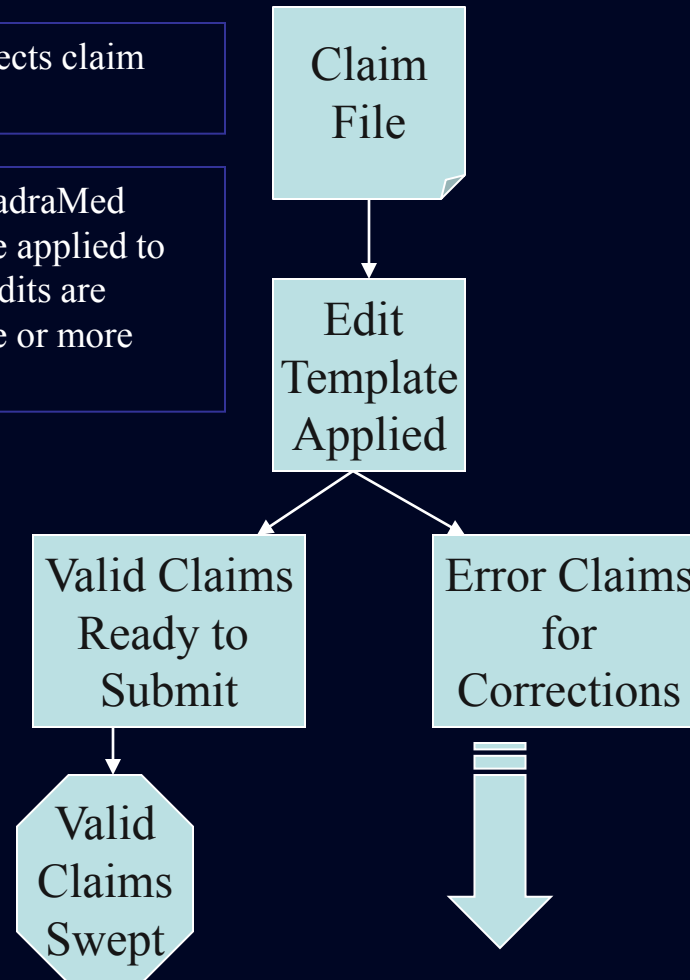 ects claim
adraMed
e applied to
dits are
e or more
Claim
File
Edit
Template
Applied
Valid Claims
Ready to
Submit
Error Claims
for
Corrections
Valid
Claims
Swept